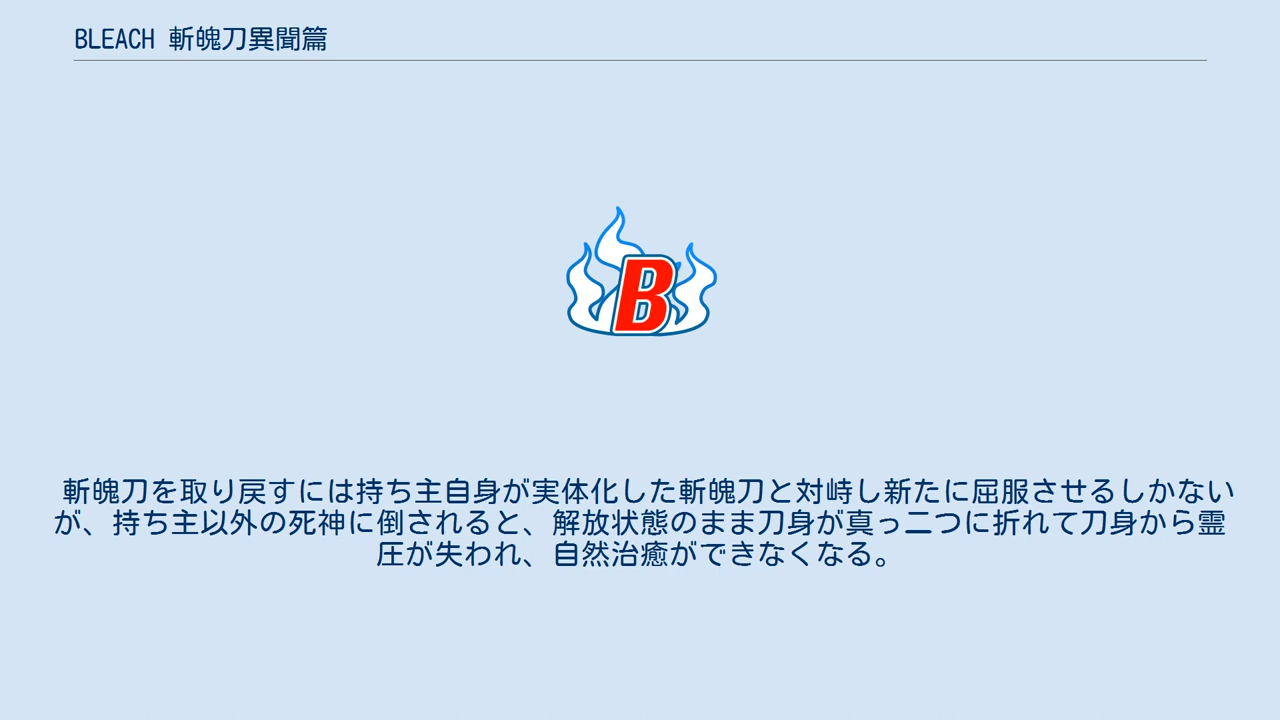 BLEACH 斬魄刀異聞篇
B
斬魄刀を取り戻すには持ち主自身が実体化した斬魄刀と対峙し新たに屈服させるしかない
が、持ち主以外の死神に倒されると、解放状態のまま刀身が真っ二つに折れて刀身から霊
圧が失われ、自然治癒ができなくなる。